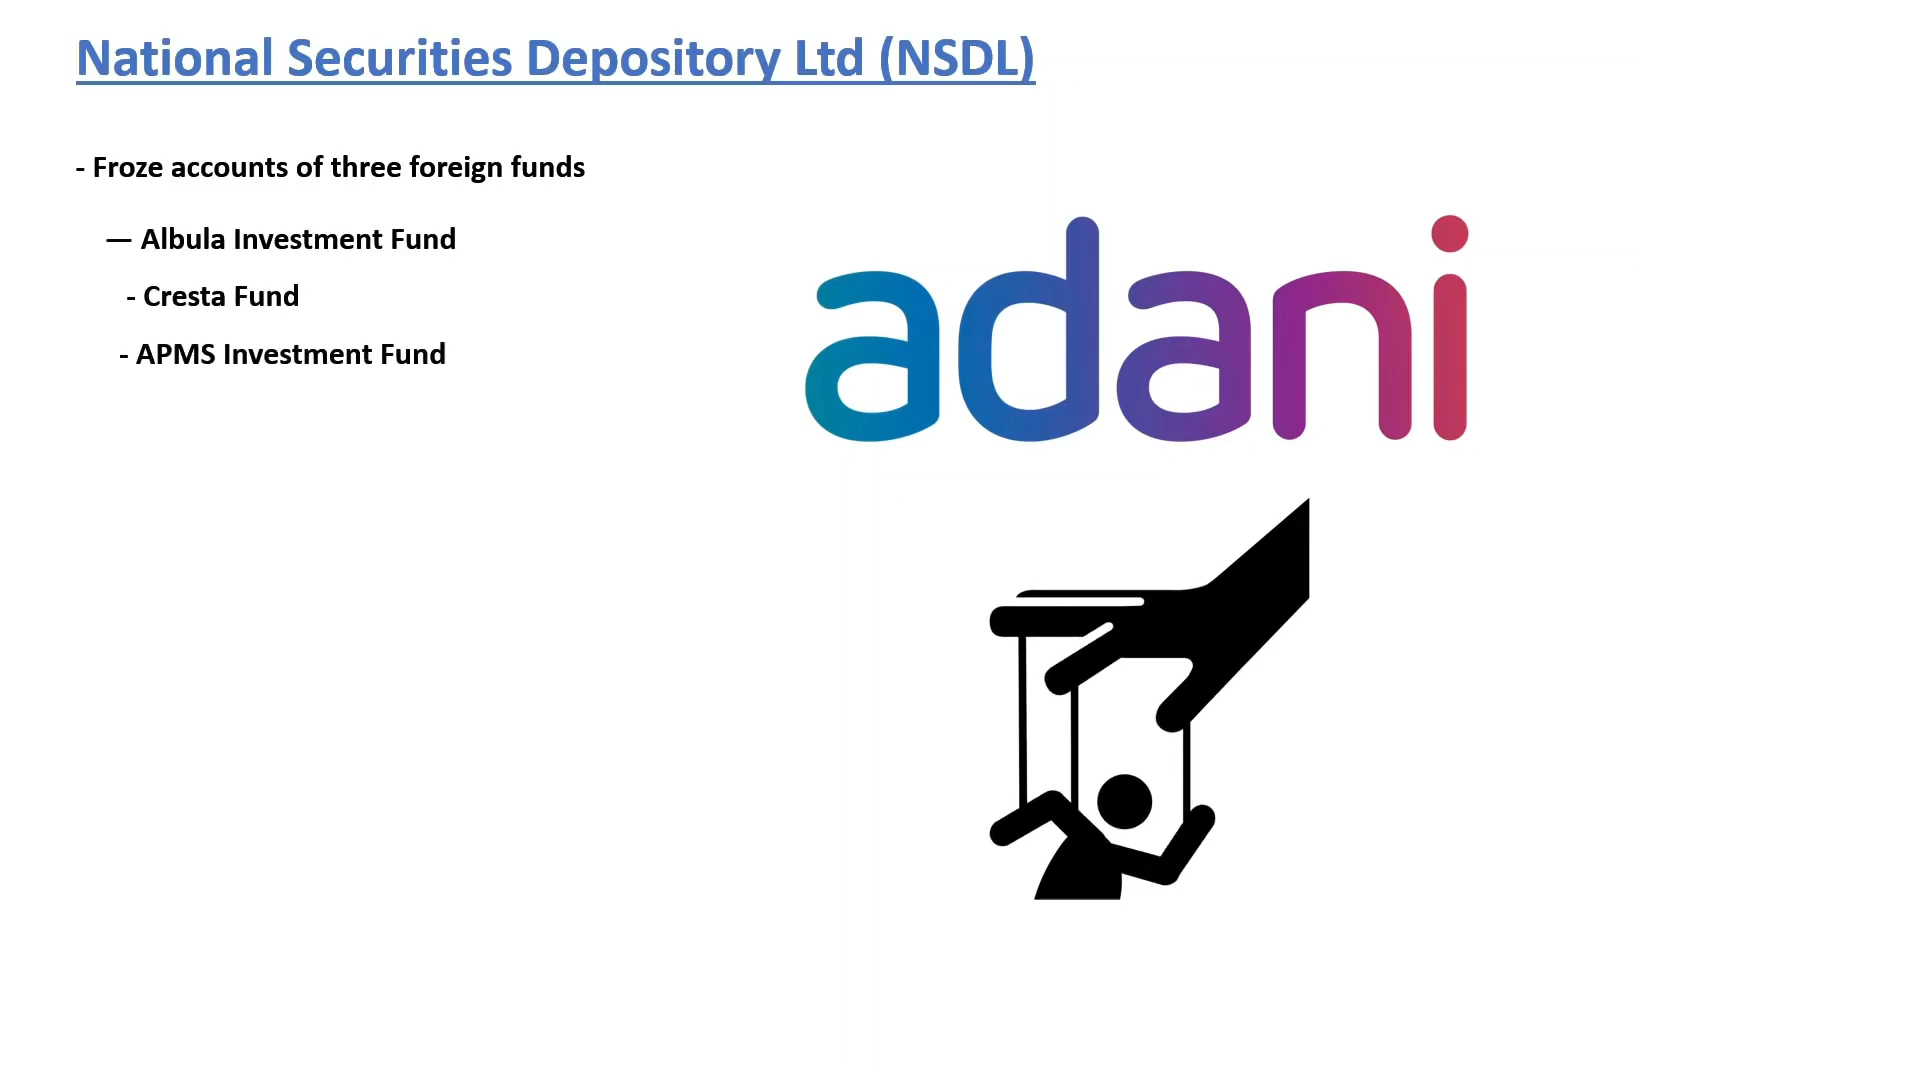 National Securities Depository Ltd (NSDL)
- Froze accounts of three foreign funds
— Albula Investment Fund
- Cresta Fund
- APMS Investment Fund
adani